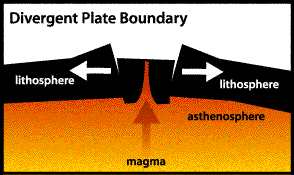 Divergent Plate Boundary
lithosphere
lithosphere
asthenosphere
magma